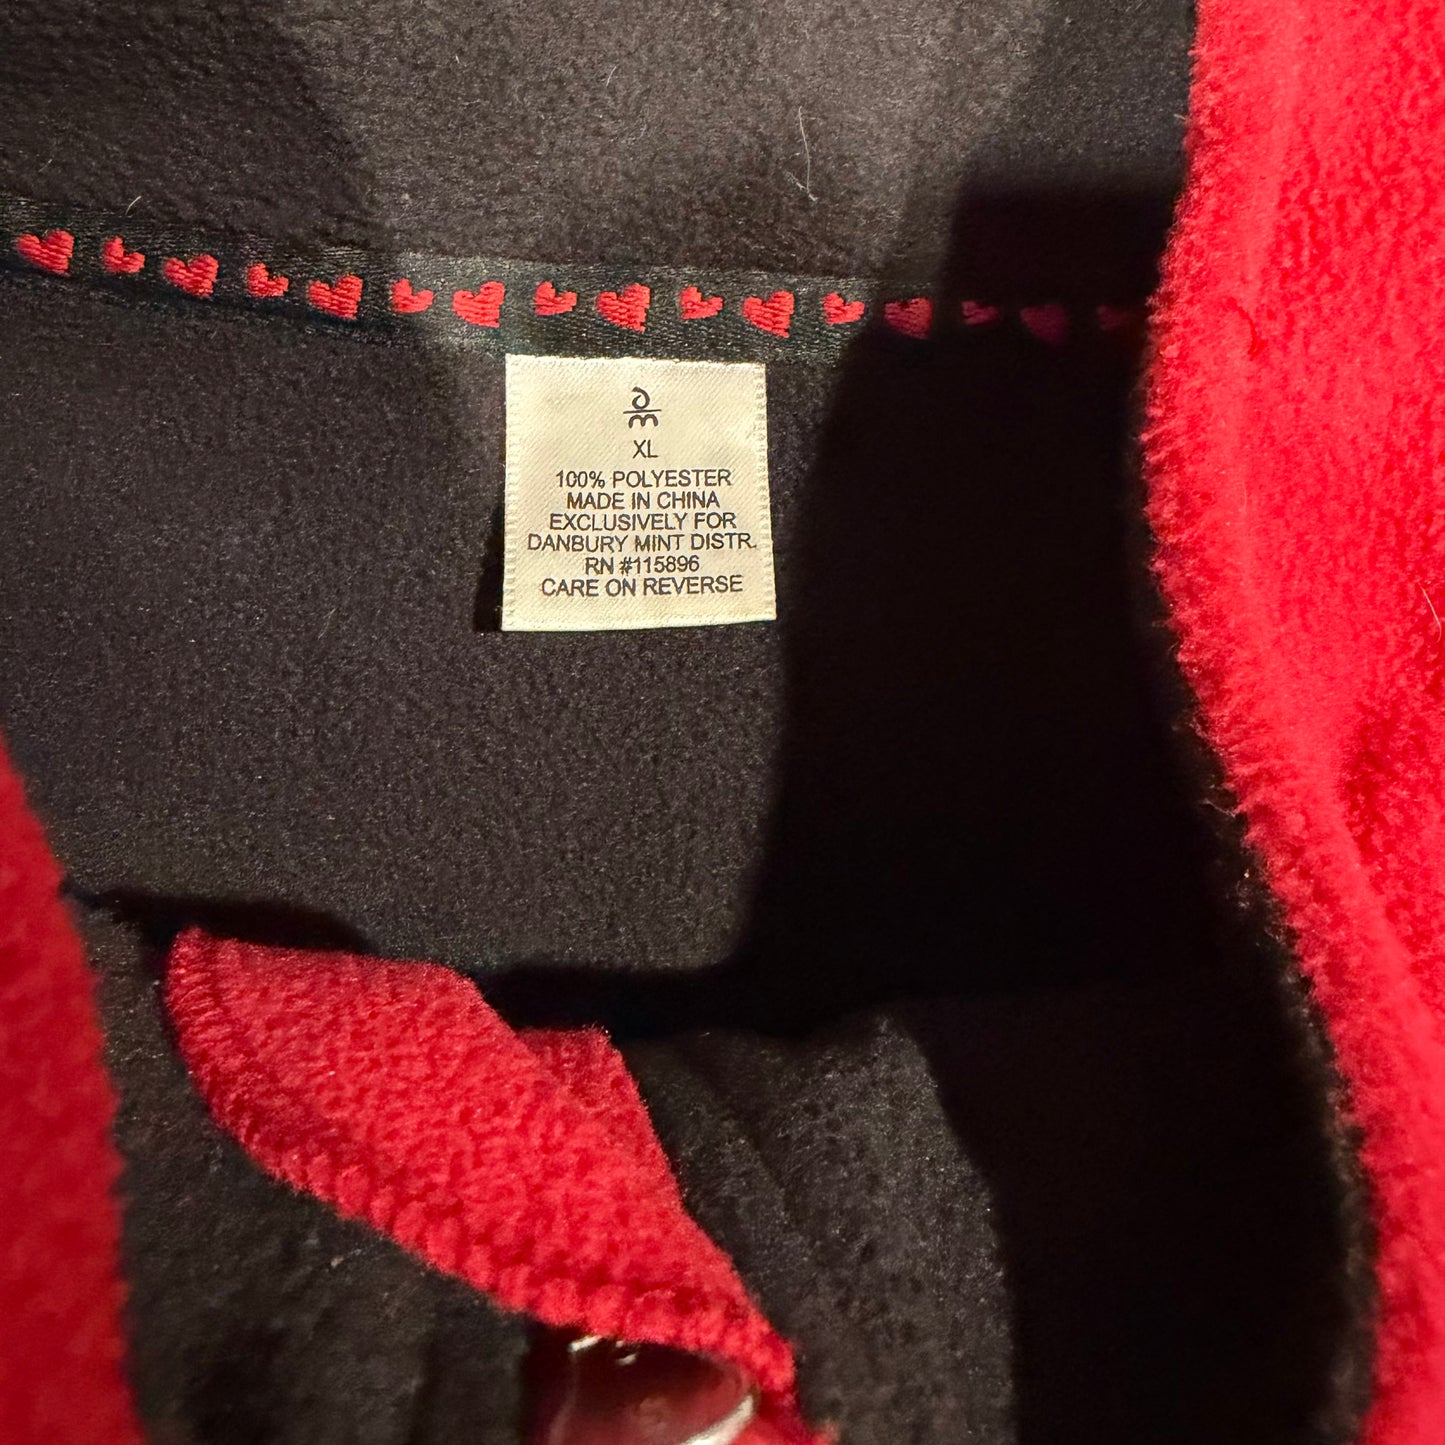 XL
100% POLYESTER
MADE IN CHINA
EXCLUSIVELY FOR
DANBURY MINT DISTR.
RN #115896
CARE ON REVERSE